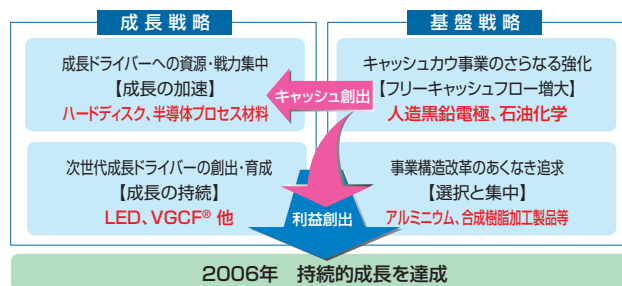 成長戦略
成長ドライバーへの資源・戦力集中
【成長の加速】
ハードディスク、半導体プロセス材料
次世代成長ドライバーの創出・育成
【成長の持続】
LED、VGCF® 他
基盤戦略
キャッシュカウ事業のさらなる強化
【フリーキャッシュフロー増大】
人造黒鉛電極、石油化学
事業構造改革のあくなき追求
【選択と集中】
アルミニウム、合成樹脂加工製品等
キャッシュ創出
利益創出
2006年 持続的成長を達成